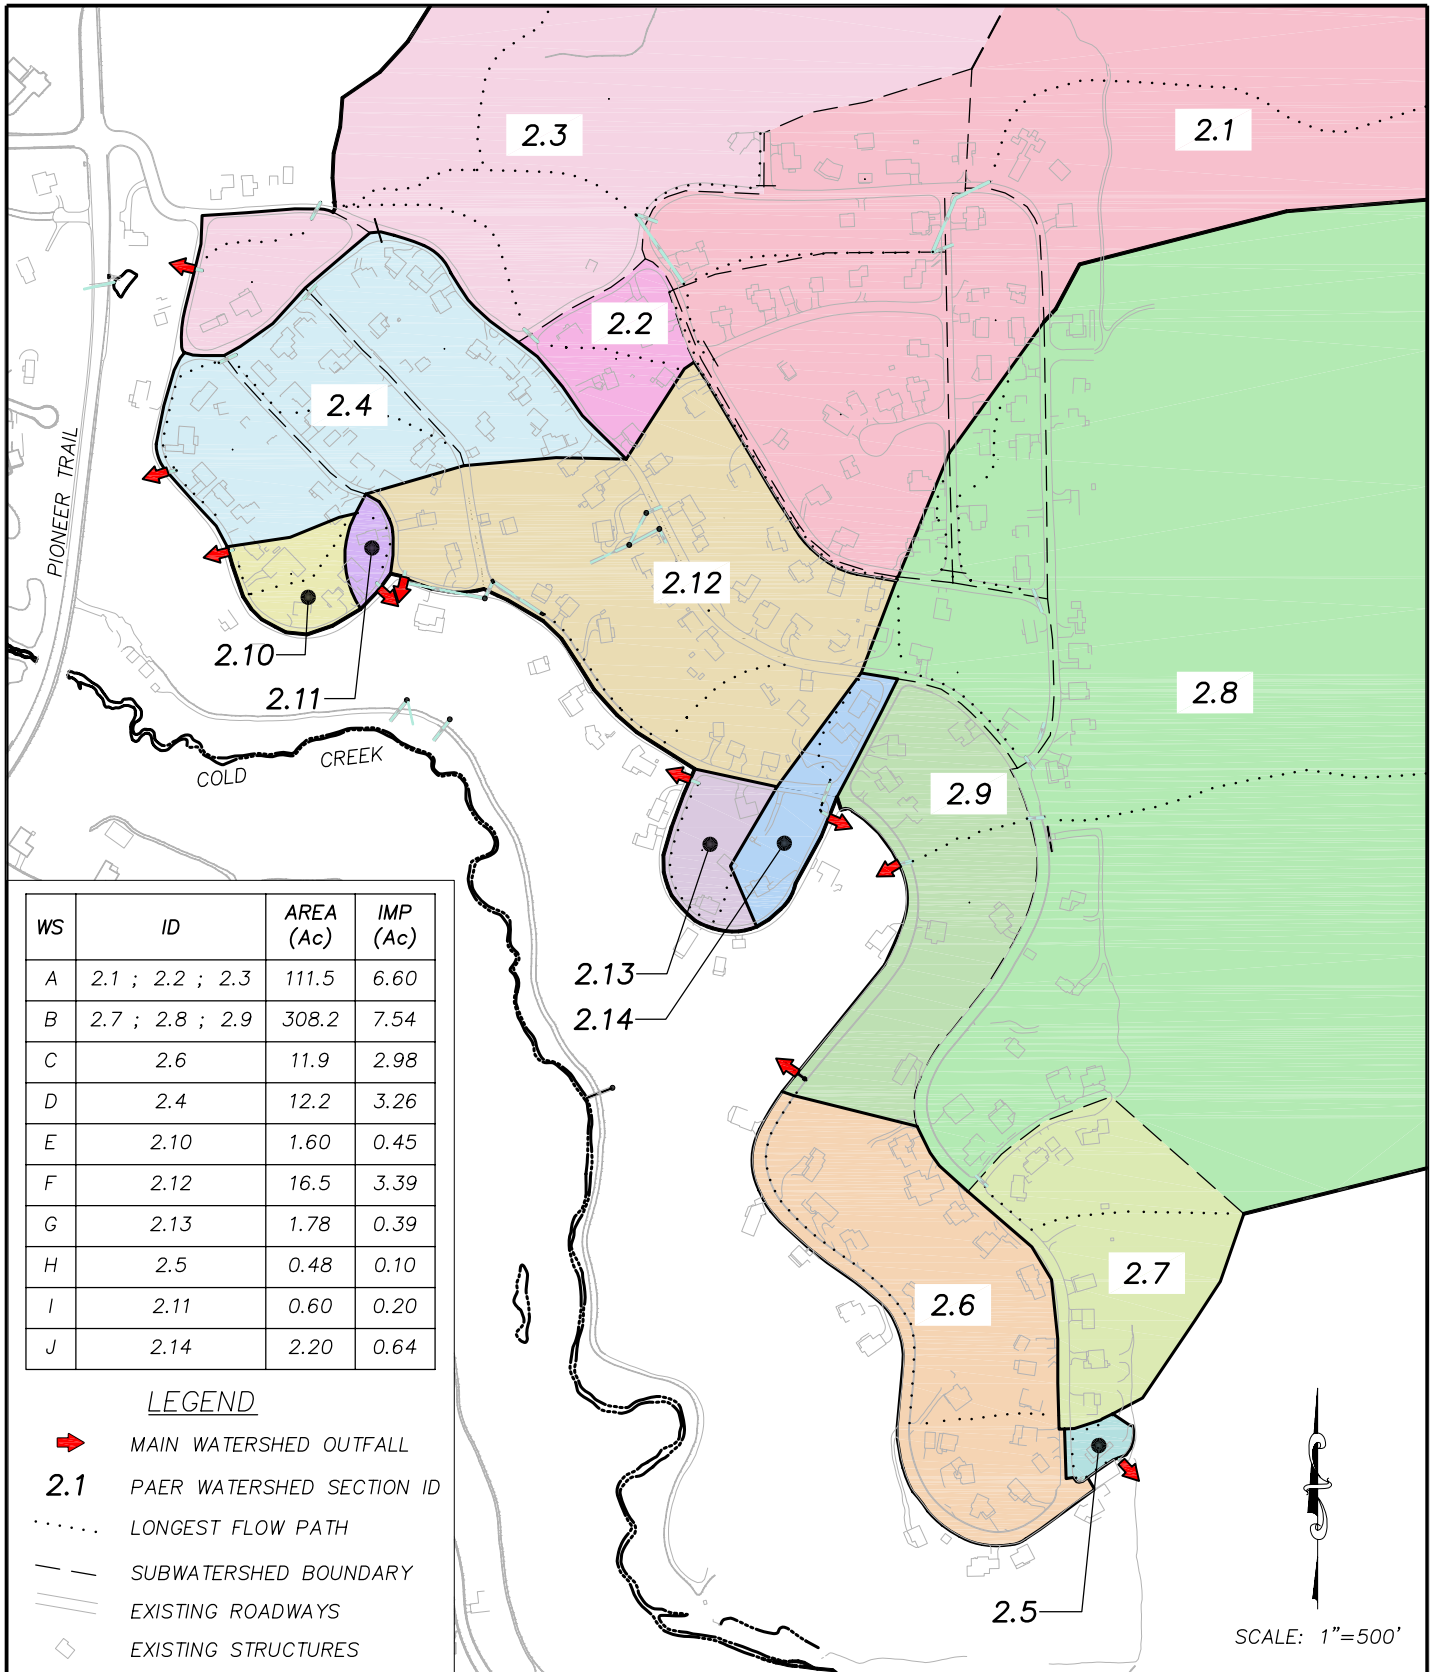 2.3
2.1
2.2
2.4
2.12
2.10
2.11
2.8
2.9
2.13
2.14
2.7
2.6
2.5
PIONEER TRAIL
COLD CREEK
WS ID AREA (Ac) IMP (Ac)
A 2.1 ; 2.2 ; 2.3 111.5 6.60
B 2.7 ; 2.8 ; 2.9 308.2 7.54
C 2.6 11.9 2.98
D 2.4 12.2 3.26
E 2.10 1.60 0.45
F 2.12 16.5 3.39
G 2.13 1.78 0.39
H 2.5 0.48 0.10
I 2.11 0.60 0.20
J 2.14 2.20 0.64
LEGEND
MAIN WATERSHED OUTFALL
2.1 PAER WATERSHED SECTION ID
LONGEST FLOW PATH
SUBWATERSHED BOUNDARY
EXISTING ROADWAYS
EXISTING STRUCTURES
SCALE: 1"=500'